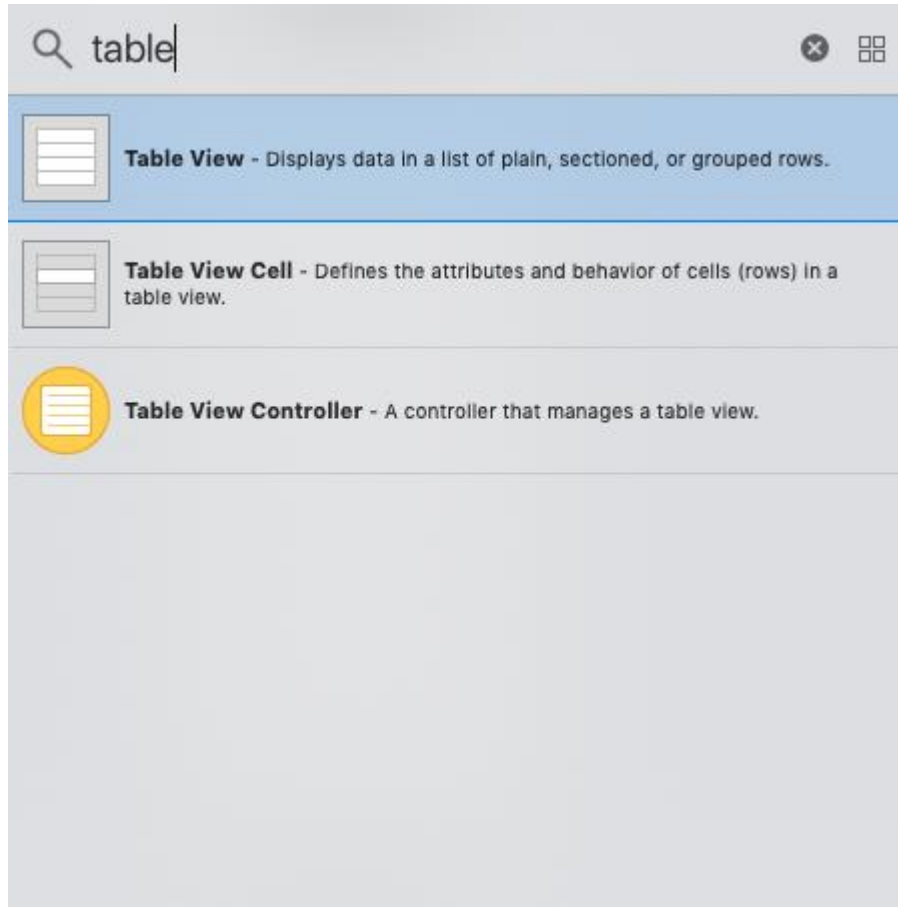 table
Table View - Displays data in a list of plain, sectioned, or grouped rows.
Table View Cell - Defines the attributes and behavior of cells (rows) in a
table view.
Table View Controller - A controller that manages a table view.